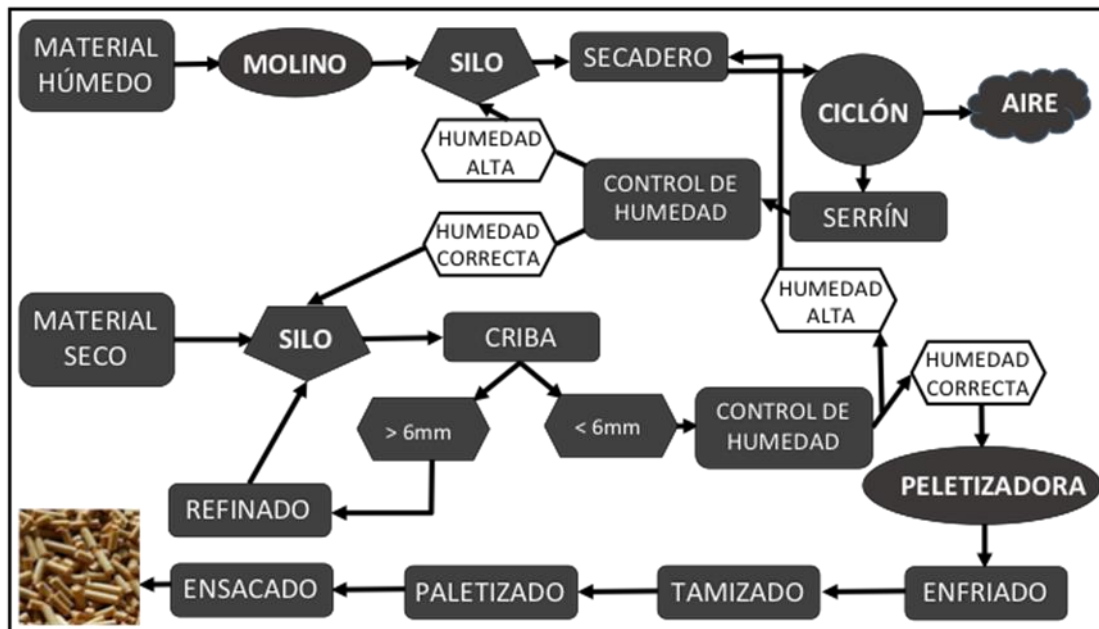 MATERIAL
HÚMEDO
MOLINO
SILO
SECADERO
CICLÓN
AIRE
HUMEDAD
ALTA
CONTROL DE
HUMEDAD
SERRÍN
HUMEDAD
CORRECTA
HUMEDAD
ALTA
MATERIAL
SECO
SILO
CRIBA
HUMEDAD
CORRECTA
> 6mm
< 6mm
CONTROL DE
HUMEDAD
PELETIZADORA
REFINADO
ENSACADO
PALETIZADO
TAMIZADO
ENFRIADO